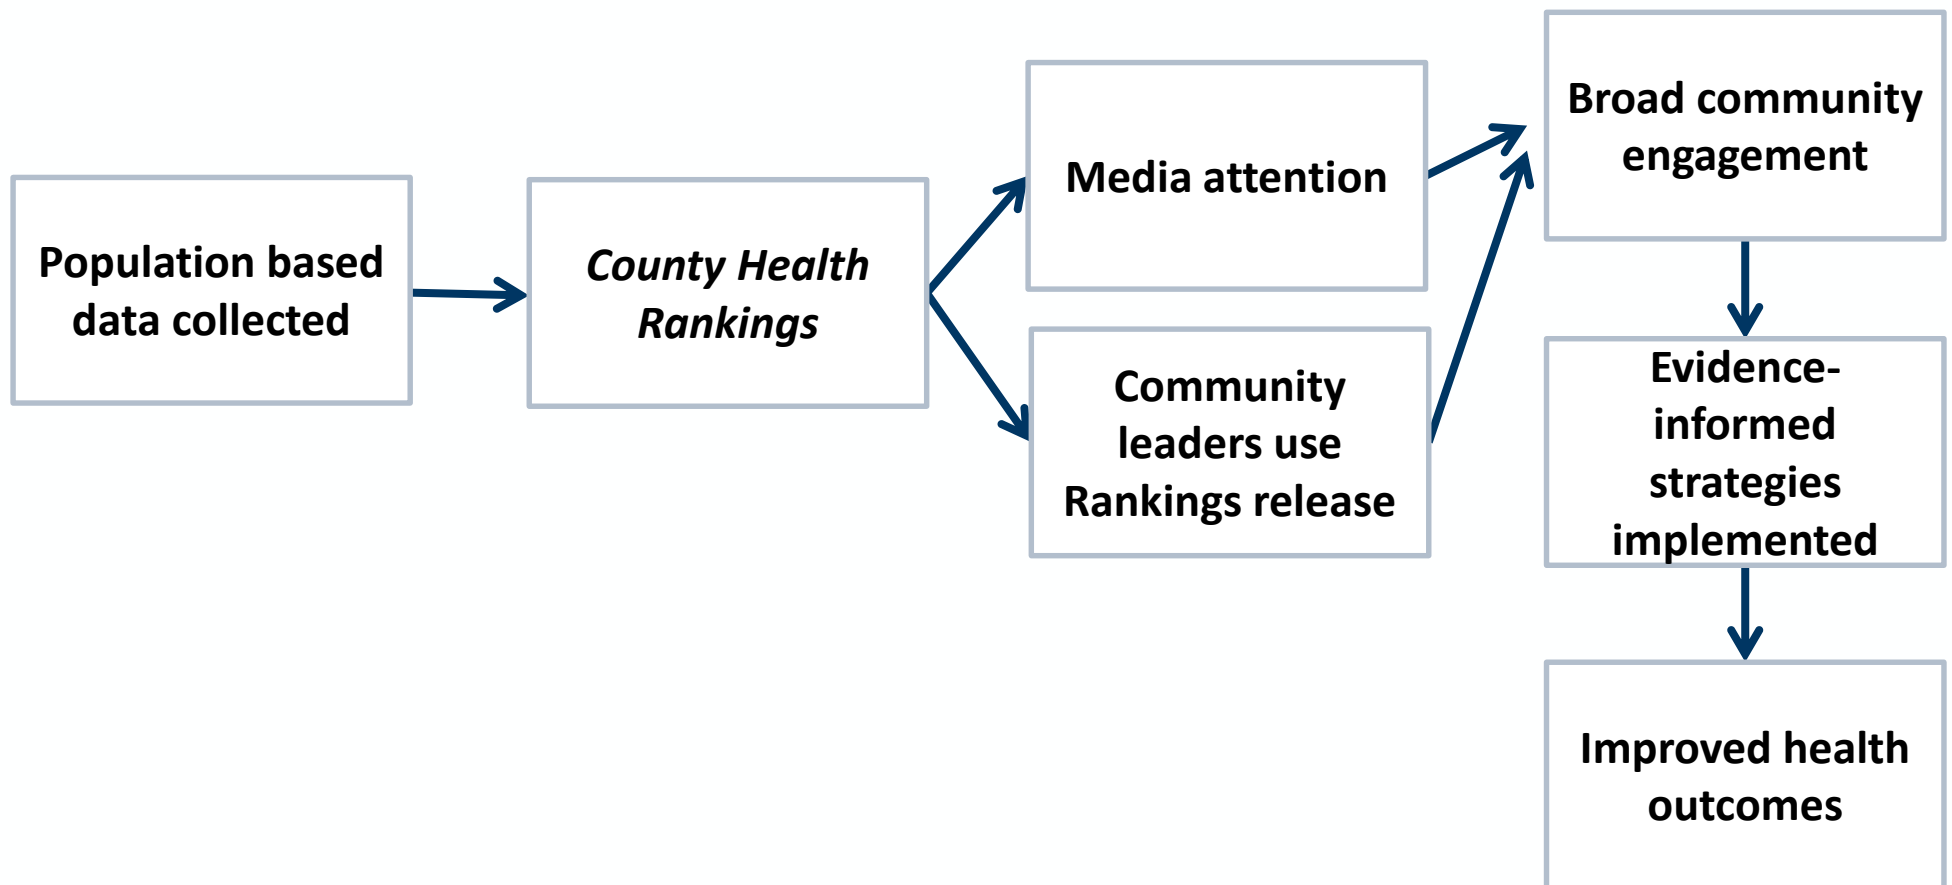 Population based
data collected
County Health
Rankings
Media attention
Community
leaders use
Rankings release
Broad community
engagement
Evidence-
informed
strategies
implemented
Improved health
outcomes